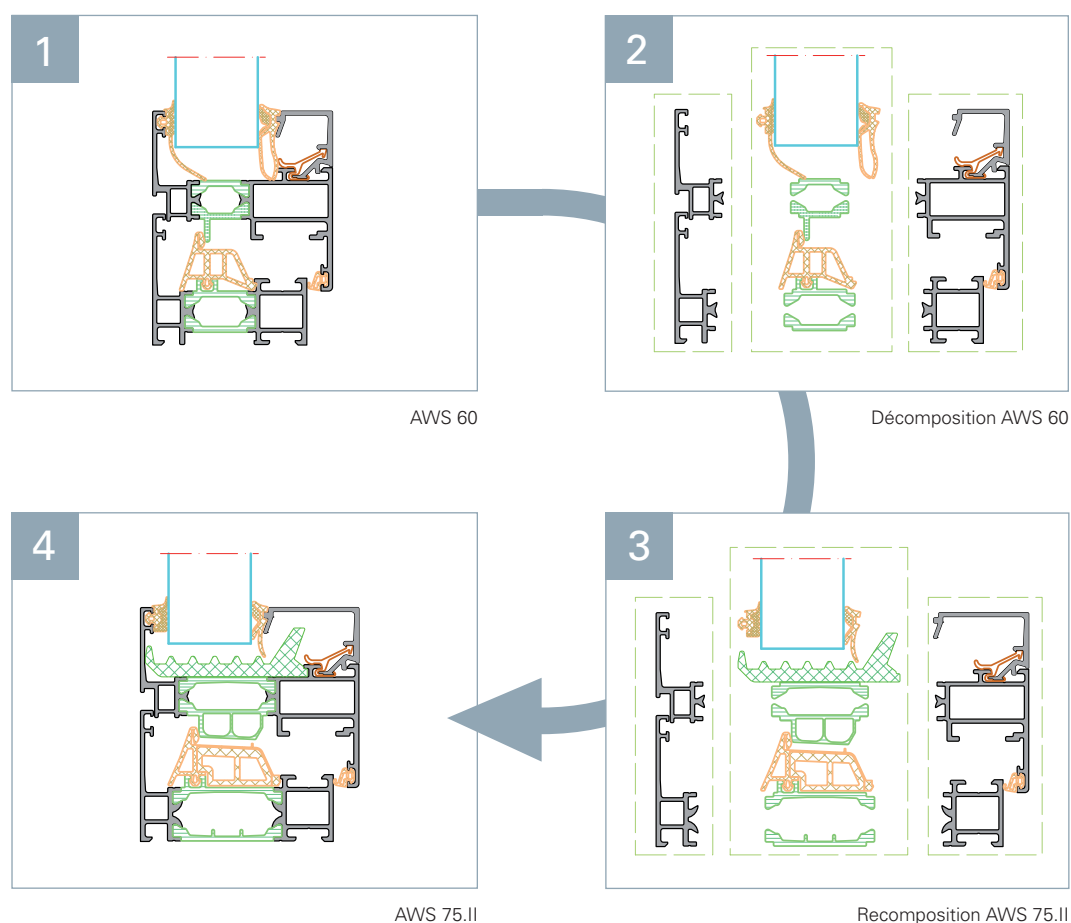 1
2
AWS 60
Décomposition AWS 60
4
3
AWS 75.II
Recomposition AWS 75.II